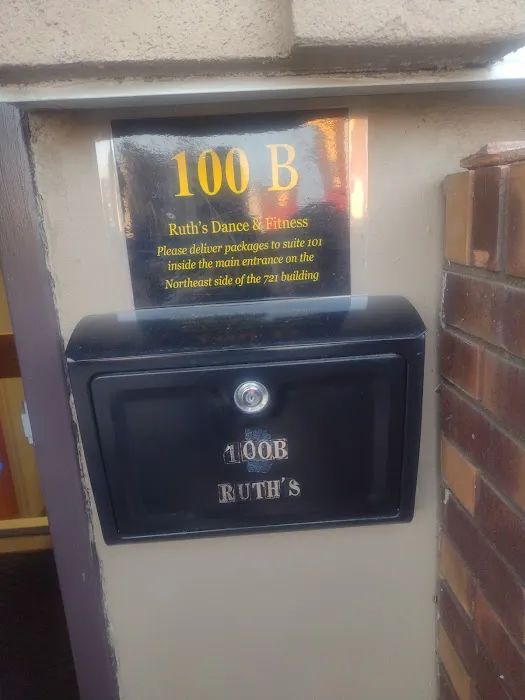 100 B
Ruth's Dance & Fitness
Please deliver packages to suite 101
inside the main entrance on the
Northeast side of the 721 building
100B
RUTH'S